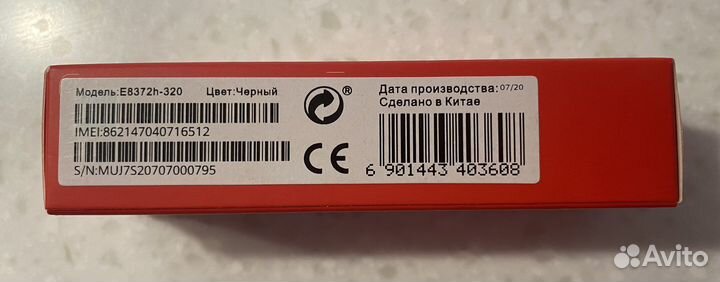 Модель:E8372h-320 Цвет:Черный
IMEI:862147040716512
S/N:MUJ7S20707000795
®
CE
Дата производства: 07/20
Сделано в Китае
6 901443 403608
Avito